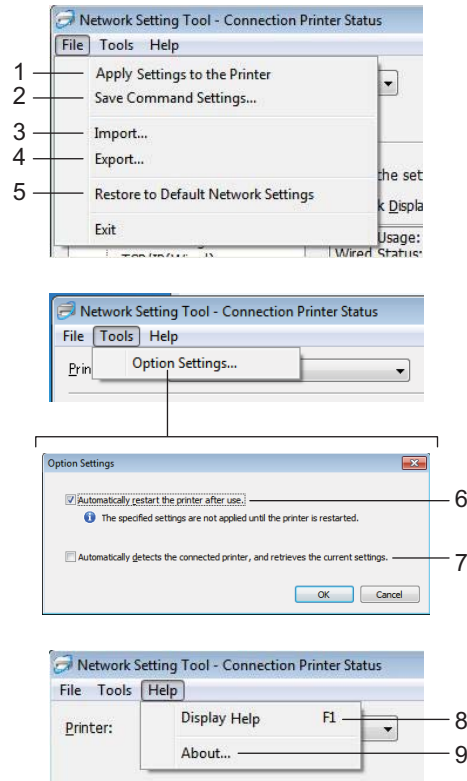 Network Setting Tool - Connection Printer Status
File Tools Help
1 Apply Settings to the Printer
2 Save Command Settings...
3 Import...
4 Export...
the set
5 Restore to Default Network Settings
k Displa
Exit
Usage:
TCP/IP(Wired)
Wired Status:
Network Setting Tool - Connection Printer Status
File Tools Help
Prin
Option Settings...
Option Settings
Automatically restart the printer after use. 6
The specified settings are not applied until the printer is restarted.
Automatically detects the connected printer, and retrieves the current settings. 7
OK Cancel
Network Setting Tool - Connection Printer Status
File Tools Help
Printer:
Display Help F1 8
About... 9